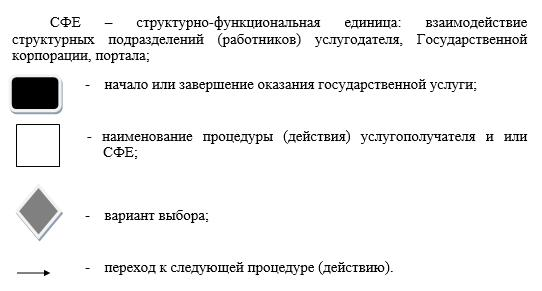 СФЕ – структурно-функциональная единица: взаимодействие
структурных подразделений (работников) услугодателя, Государственной
корпорации, портала;
- начало или завершение оказания государственной услуги;
- наименование процедуры (действия) услугополучателя и или
СФЕ;
- вариант выбора;
- переход к следующей процедуре (действию).